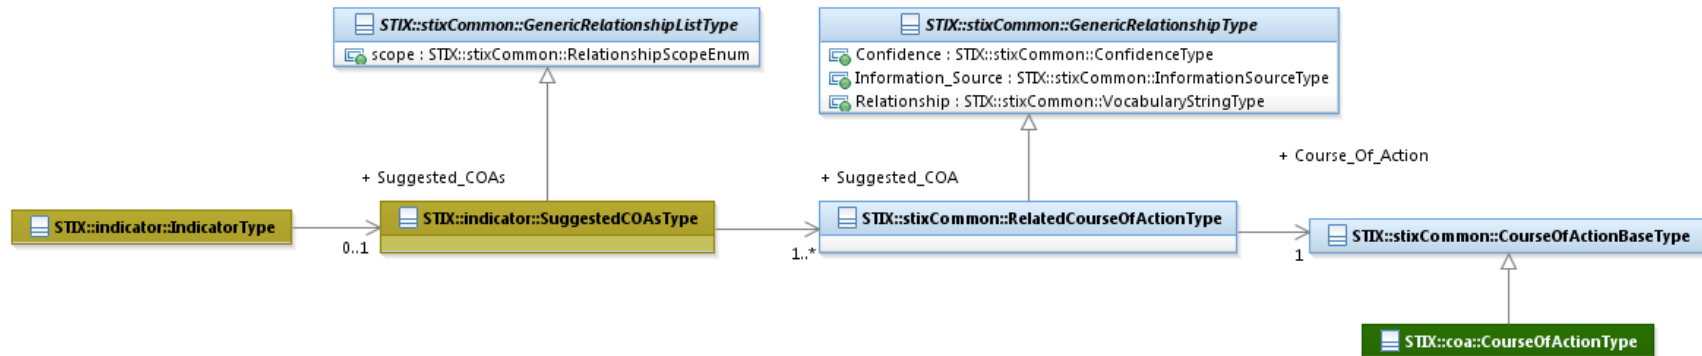 STIX::stixCommon::GenericRelationshipListType
scope : STIX::stixCommon::RelationshipScopeEnum
STIX::stixCommon::GenericRelationshipType
Confidence : STIX::stixCommon::ConfidenceType
Information_Source : STIX::stixCommon::InformationSourceType
Relationship : STIX::stixCommon::VocabularyStringType
+ Suggested_COAs
+ Suggested_COA
+ Course_Of_Action
STIX::indicator::IndicatorType
0..1
STIX::indicator::SuggestedCOAsType
1..*
STIX::stixCommon::RelatedCourseOfActionType
1
STIX::stixCommon::CourseOfActionBaseType
STIX::coa::CourseOfActionType